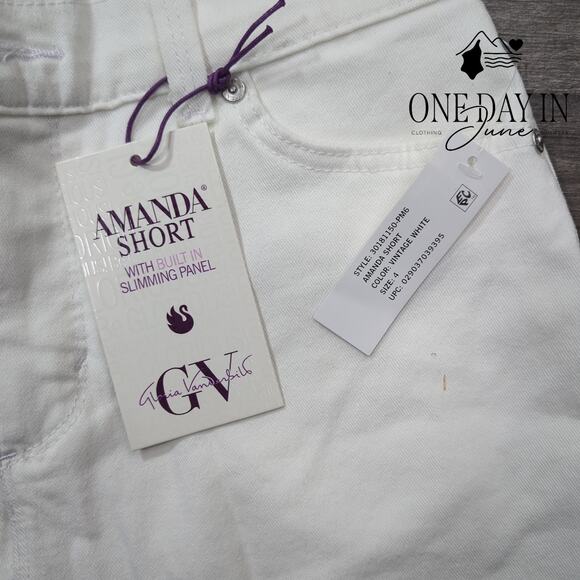 ONE DAY IN
June
CLOTHING
AMANDA®
SHORT
WITH BUILT IN
SLIMMING PANEL
GV
Gloria Vanderbilt
STYLE: 30181150-PM6
AMANDA SHORT
COLOR: VINTAGE WHITE
SIZE: 4
UPC: 029037039395